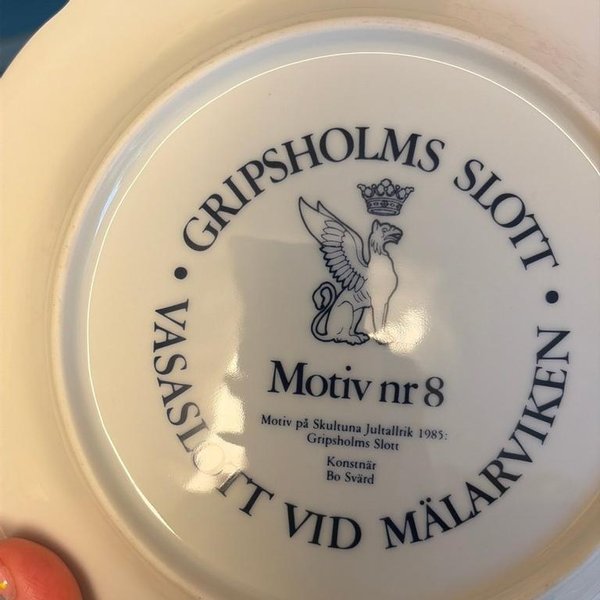 GRIPSHOLMS SLOTT
• VASASLOTT VID MÄLARVIKEN •
Motiv nr 8
Motiv på Skultuna Jultallrik 1985:
Gripsholms Slott
Konstnär
Bo Svärd